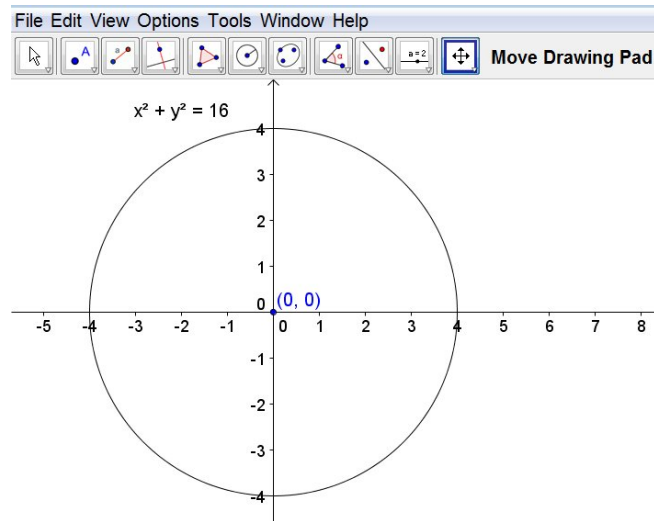 File Edit View Options Tools Window Help
A a α a = 2 Move Drawing Pad
x² + y² = 16
4
3
2
1
0 (0, 0)
-5 -4 -3 -2 -1 0 1 2 3 4 5 6 7 8
-1
-2
-3
-4